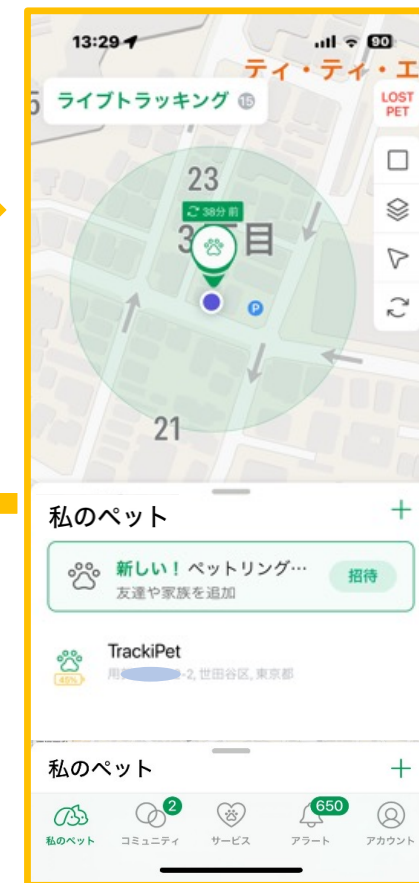 13:29
90
ティ・ティ・エ
5
ライブトラッキング 15
LOST
PET
23
38分 前
3
目
P
21
私のペット
+
新しい！ペットリング…
友達や家族を追加
招待
TrackiPet
45%
用
-2, 世田谷区, 東京都
私のペット
+
2
650
私のペット
コミュニティ
サービス
アラート
アカウント